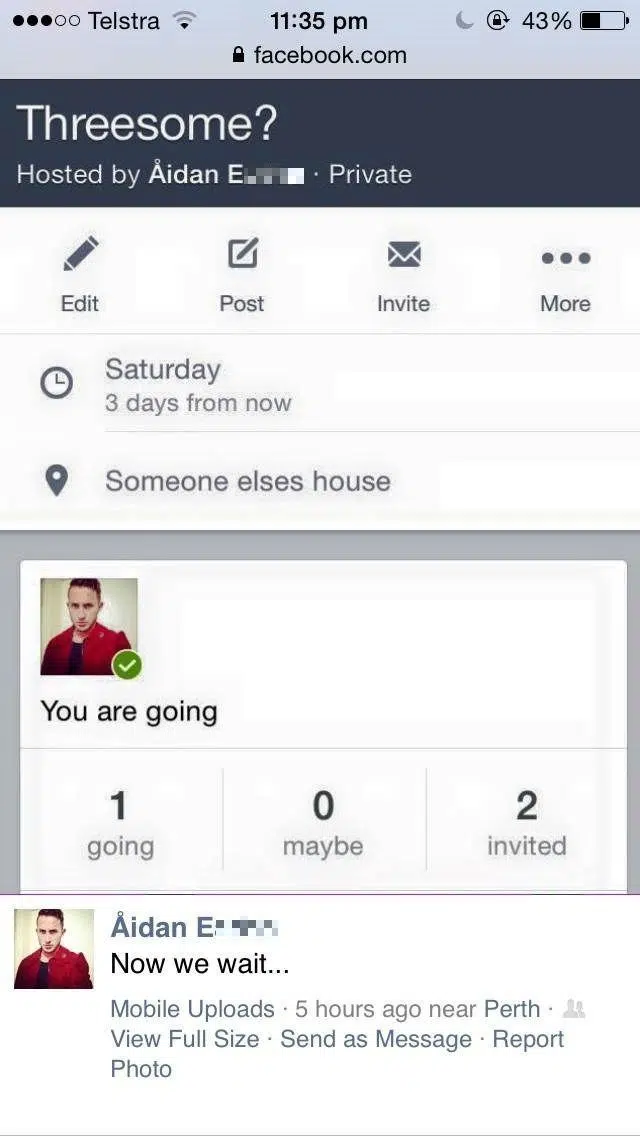 Telstra 11:35 pm 43%
facebook.com
Threesome?
Hosted by Åidan E · Private
Edit Post Invite More
Saturday
3 days from now
Someone elses house
You are going
1 0 2
going maybe invited
Åidan E
Now we wait...
Mobile Uploads · 5 hours ago near Perth ·
View Full Size · Send as Message · Report
Photo